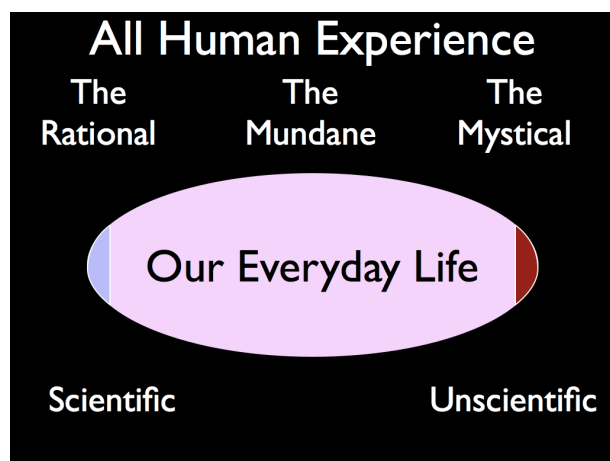 All Human Experience
The The The
Rational Mundane Mystical
Our Everyday Life
Scientific Unscientific